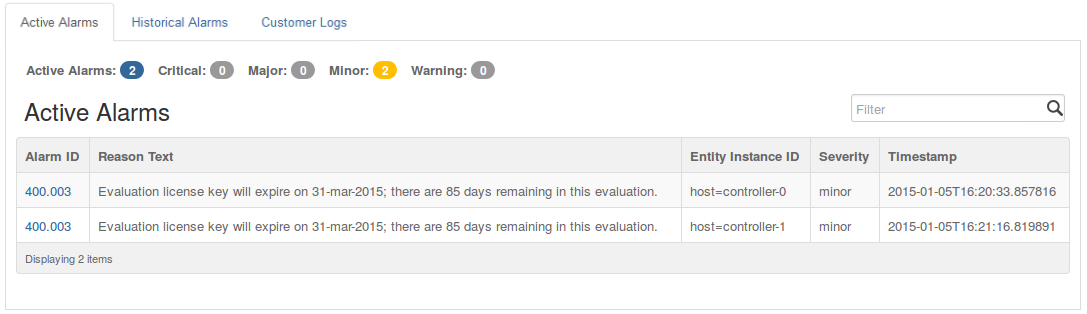 Active Alarms Historical Alarms Customer Logs
Active Alarms: 2 Critical: 0 Major: 0 Minor: 2 Warning: 0
Active Alarms
Filter
Alarm ID Reason Text Entity Instance ID Severity Timestamp
400.003 Evaluation license key will expire on 31-mar-2015; there are 85 days remaining in this evaluation. host=controller-0 minor 2015-01-05T16:20:33.857816
400.003 Evaluation license key will expire on 31-mar-2015; there are 85 days remaining in this evaluation. host=controller-1 minor 2015-01-05T16:21:16.819891
Displaying 2 items